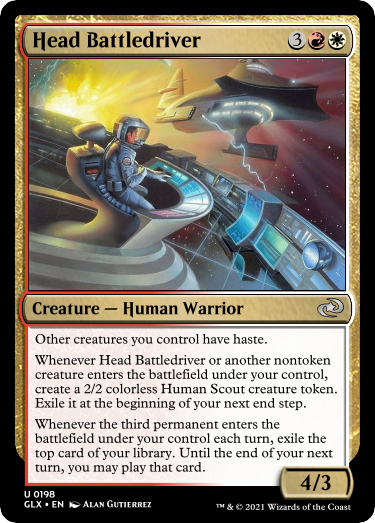 Head Battledriver 3
Creature — Human Warrior
Other creatures you control have haste.
Whenever Head Battledriver or another nontoken
creature enters the battlefield under your control,
create a 2/2 colorless Human Scout creature token.
Exile it at the beginning of your next end step.
Whenever the third permanent enters the
battlefield under your control each turn, exile the
top card of your library. Until the end of your next
turn, you may play that card.
4/3
U 0198
GLX • EN ALAN GUTIERREZ
™ & © 2021 Wizards of the Coast